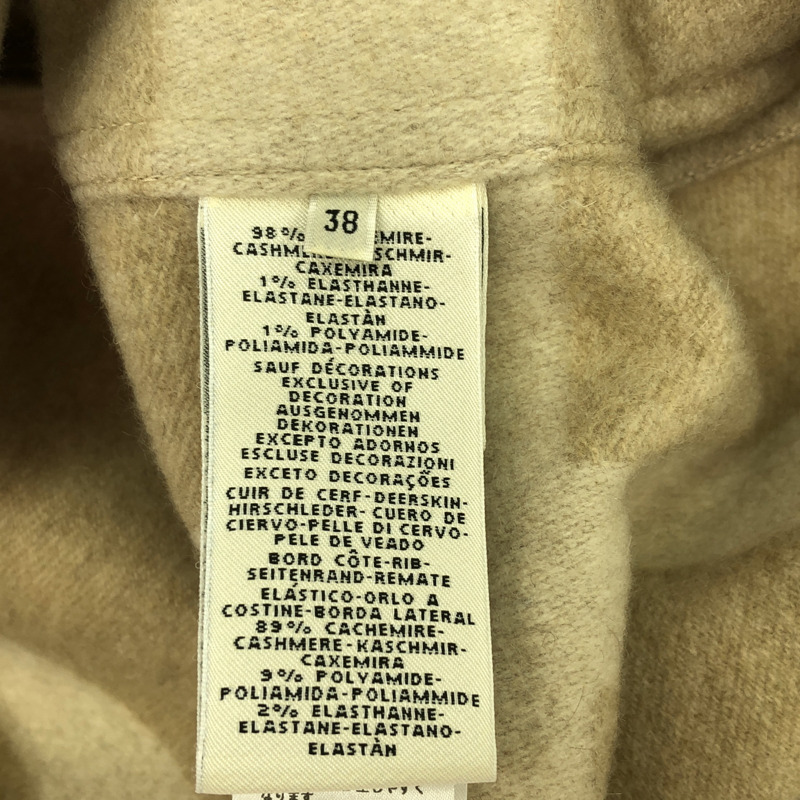 38
98% EMIRE-
SCHMIR-
CAXEMIRA
1% ELASTHANNE-
ELASTANE-ELASTANO-
ELASTÀN
1% POLYAMIDE-
POLIAMIDA-POLIAMMIDE
SAUF DÉCORATIONS
EXCLUSIVE OF
DECORATION
AUSGENOMMEN
DEKORATIONEN
EXCEPTO ADORNOS
ESCLUSE DECORAZIONI
EXCETO DECORAÇÕES
CUIR DE CERF-DEERSKIN-
HIRSCHLEDER-CUERO DE
CIERVO-PELLE DI CERVO-
PELE DE VEADO
BORD CÔTE-RIB-
SEITENRAND-REMATE
ELÁSTICO-ORLO A
COSTINE-BORDA LATERAL
89% CACHEMIRE-
CASHMERE-KASCHMIR-
CAXEMIRA
9% POLYAMIDE-
POLIAMIDA-POLIAMMIDE
2% ELASTHANNE-
ELASTANE-ELASTANO-
ELASTÀN